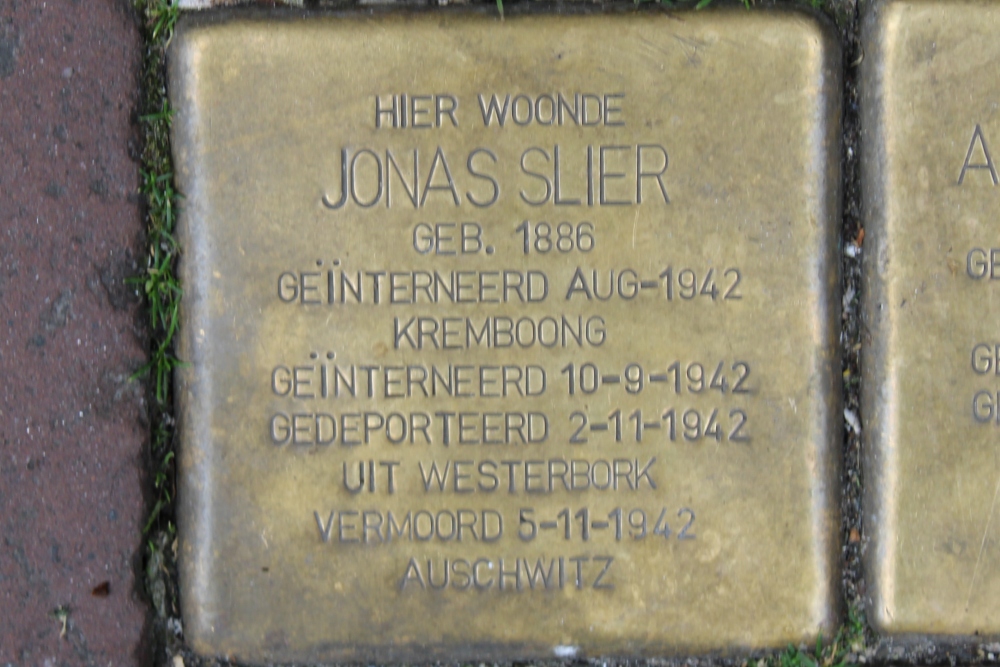 HIER WOONDE
JONAS SLIER
GEB. 1886
GEÏNTERNEERD AUG-1942
KREMBOONG
GEÏNTERNEERD 10-9-1942
GEDEPORTEERD 2-11-1942
UIT WESTERBORK
VERMOORD 5-11-1942
AUSCHWITZ